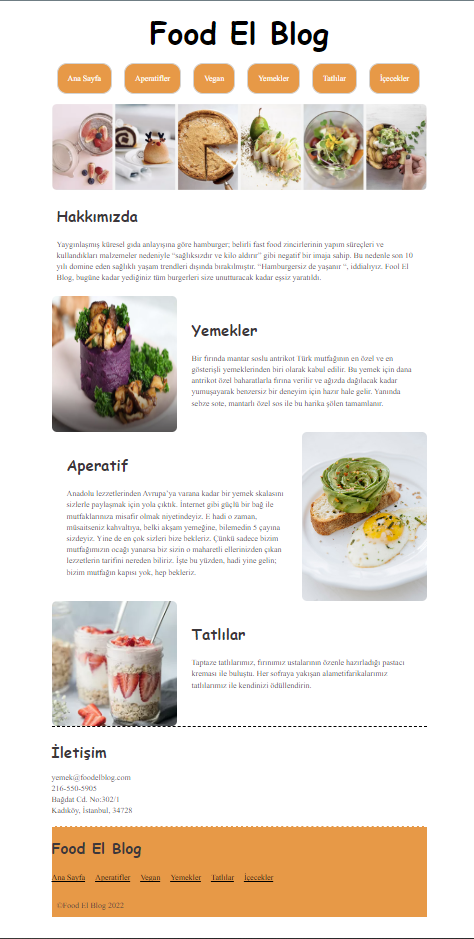 Food El Blog
Ana Sayfa Aperatifler Vegan Yemekler Tatlılar İçecekler
Hakkımızda
Yaygınlaşmış küresel gıda anlayışına göre hamburger; belirli fast food zincirlerinin yapım süreçleri ve
kullandıkları malzemeler nedeniyle “sağlıksızdır ve kilo aldırır” gibi negatif bir imaja sahip. Bu nedenle son 10
yılı domine eden sağlıklı yaşam trendleri dışında bırakılmıştır. “Hamburgersiz de yaşanır “, iddialıyız. Fool El
Blog, bugüne kadar yediğiniz tüm burgerleri size unutturacak kadar eşsiz yaratıldı.
Yemekler
Bir fırında mantar soslu antrikot Türk mutfağının en özel ve en
gösterişli yemeklerinden biri olarak kabul edilir. Bu yemek için dana
antrikot özel baharatlarla fırına verilir ve ağızda dağılacak kadar
yumuşayarak benzersiz bir deneyim için hazır hale gelir. Yanında
sebze sote, mantarlı özel sos ile bu harika şölen tamamlanır.
Aperatif
Anadolu lezzetlerinden Avrupa’ya varana kadar bir yemek skalasını
sizlerle paylaşmak için yola çıktık. İnternet gibi güçlü bir bağ ile
mutfaklarınıza misafir olmak niyetindeyiz. E hadi o zaman,
müsaitseniz kahvaltıya, belki akşam yemeğine, bilemedin 5 çayına
sizdeyiz. Yine de en çok sizleri bize bekleriz. Çünkü sadece bizim
mutfağımızın ocağı yanarsa biz sizin o maharetli ellerinizden çıkan
lezzetlerin tarifini nereden biliriz. İşte bu yüzden, hadi yine gelin;
bizim mutfağın kapısı yok, hep bekleriz.
Tatlılar
Taptaze tatlılarımız, fırınımız ustalarının özenle hazırladığı pastacı
kreması ile buluştu. Her sofraya yakışan alametifarikalarımız
tatlılarımız ile kendinizi ödüllendirin.
İletişim
yemek@foodelblog.com
216-550-5905
Bağdat Cd. No:302/1
Kadıköy, İstanbul, 34728
Food El Blog
Ana Sayfa Aperatifler Vegan Yemekler Tatlılar İçecekler
©Food El Blog 2022